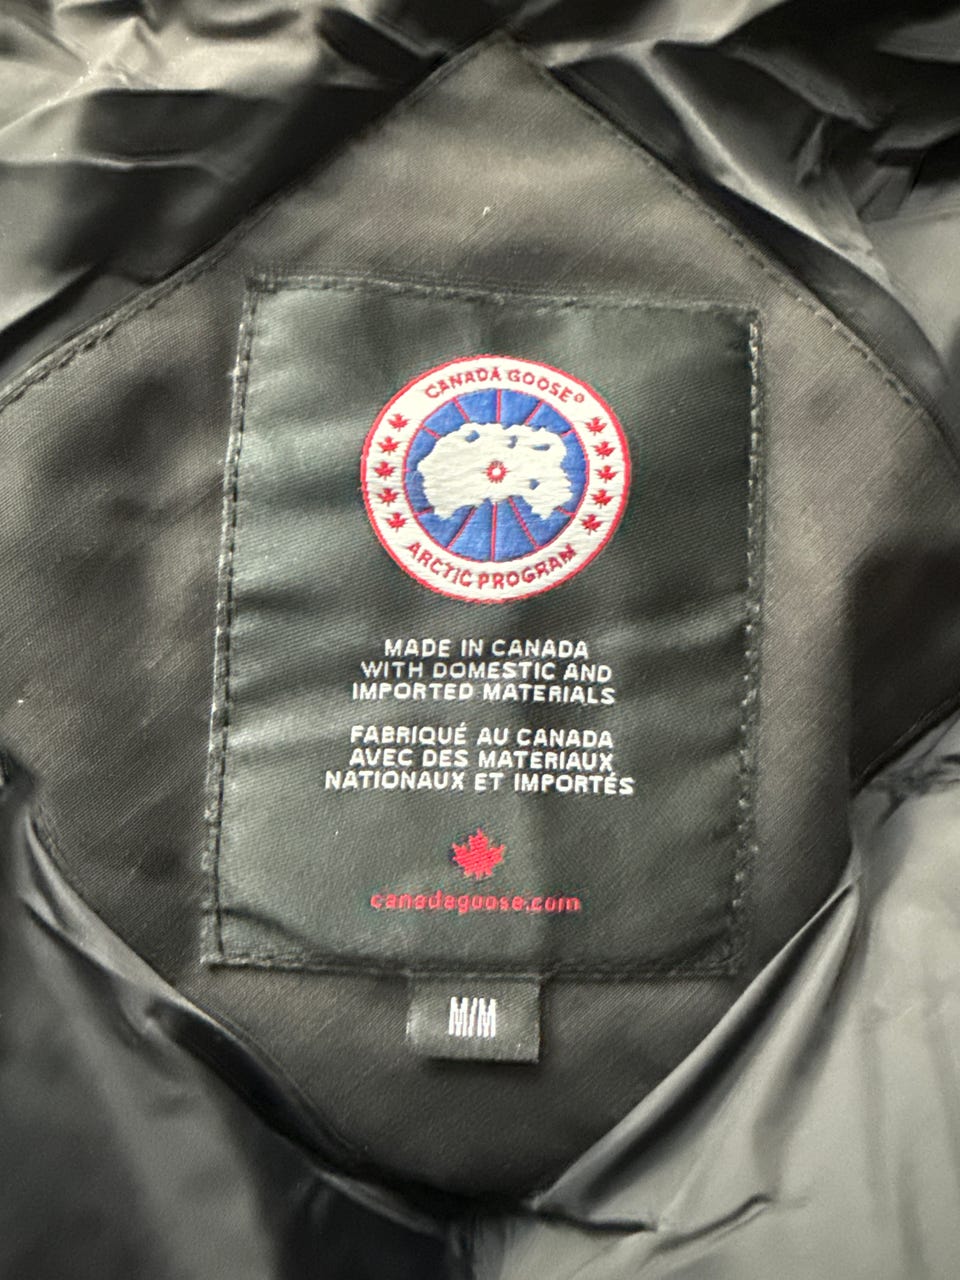 CANADA GOOSE®
ARCTIC PROGRAM
MADE IN CANADA
WITH DOMESTIC AND
IMPORTED MATERIALS
FABRIQUÉ AU CANADA
AVEC DES MATERIAUX
NATIONAUX ET IMPORTÉS
canadagoose.com
M/M